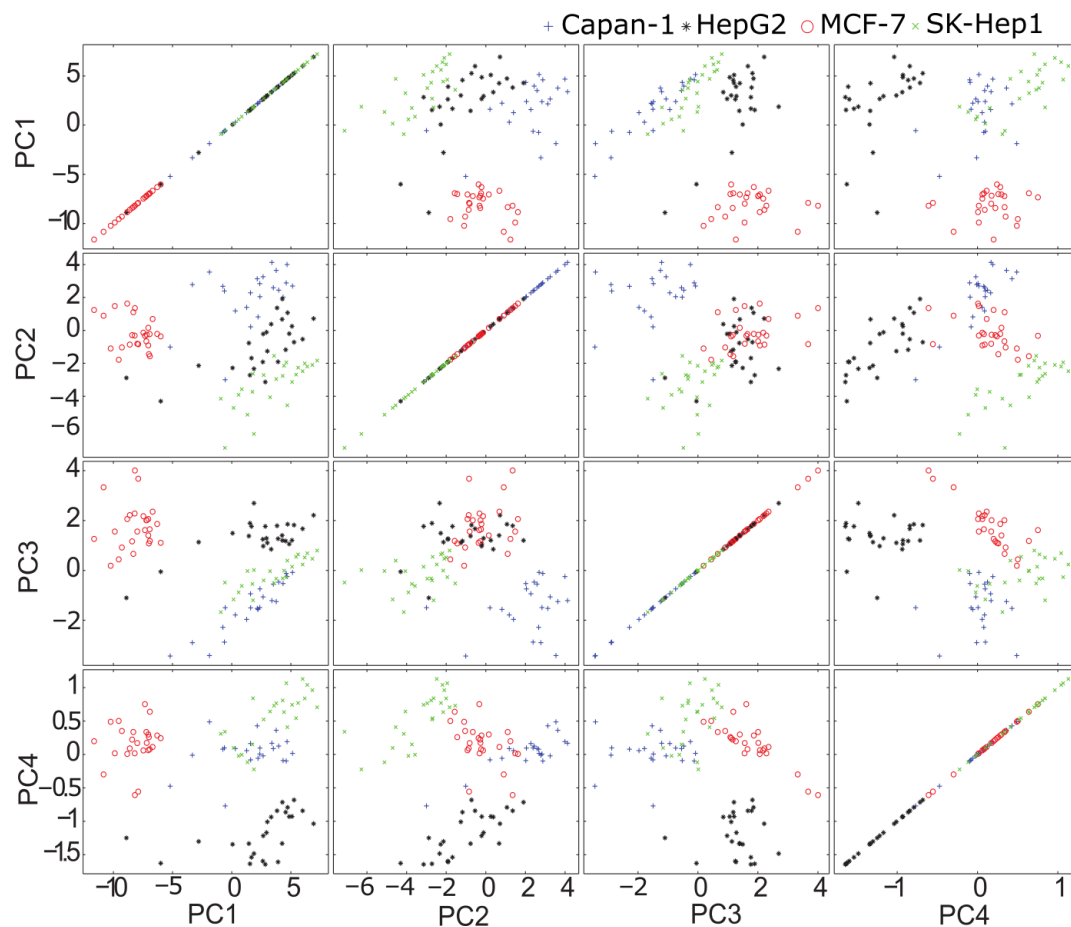 + Capan-1 * HepG2 ○ MCF-7 × SK-Hep1
PC1
5
0
−5
−10
PC2
4
2
0
−2
−4
−6
PC3
4
2
0
−2
PC4
1
0.5
0
−0.5
−1
−1.5
−10 −5 0 5 −6 −4 −2 0 2 4 −2 0 2 4 −1 0 1
PC1 PC2 PC3 PC4